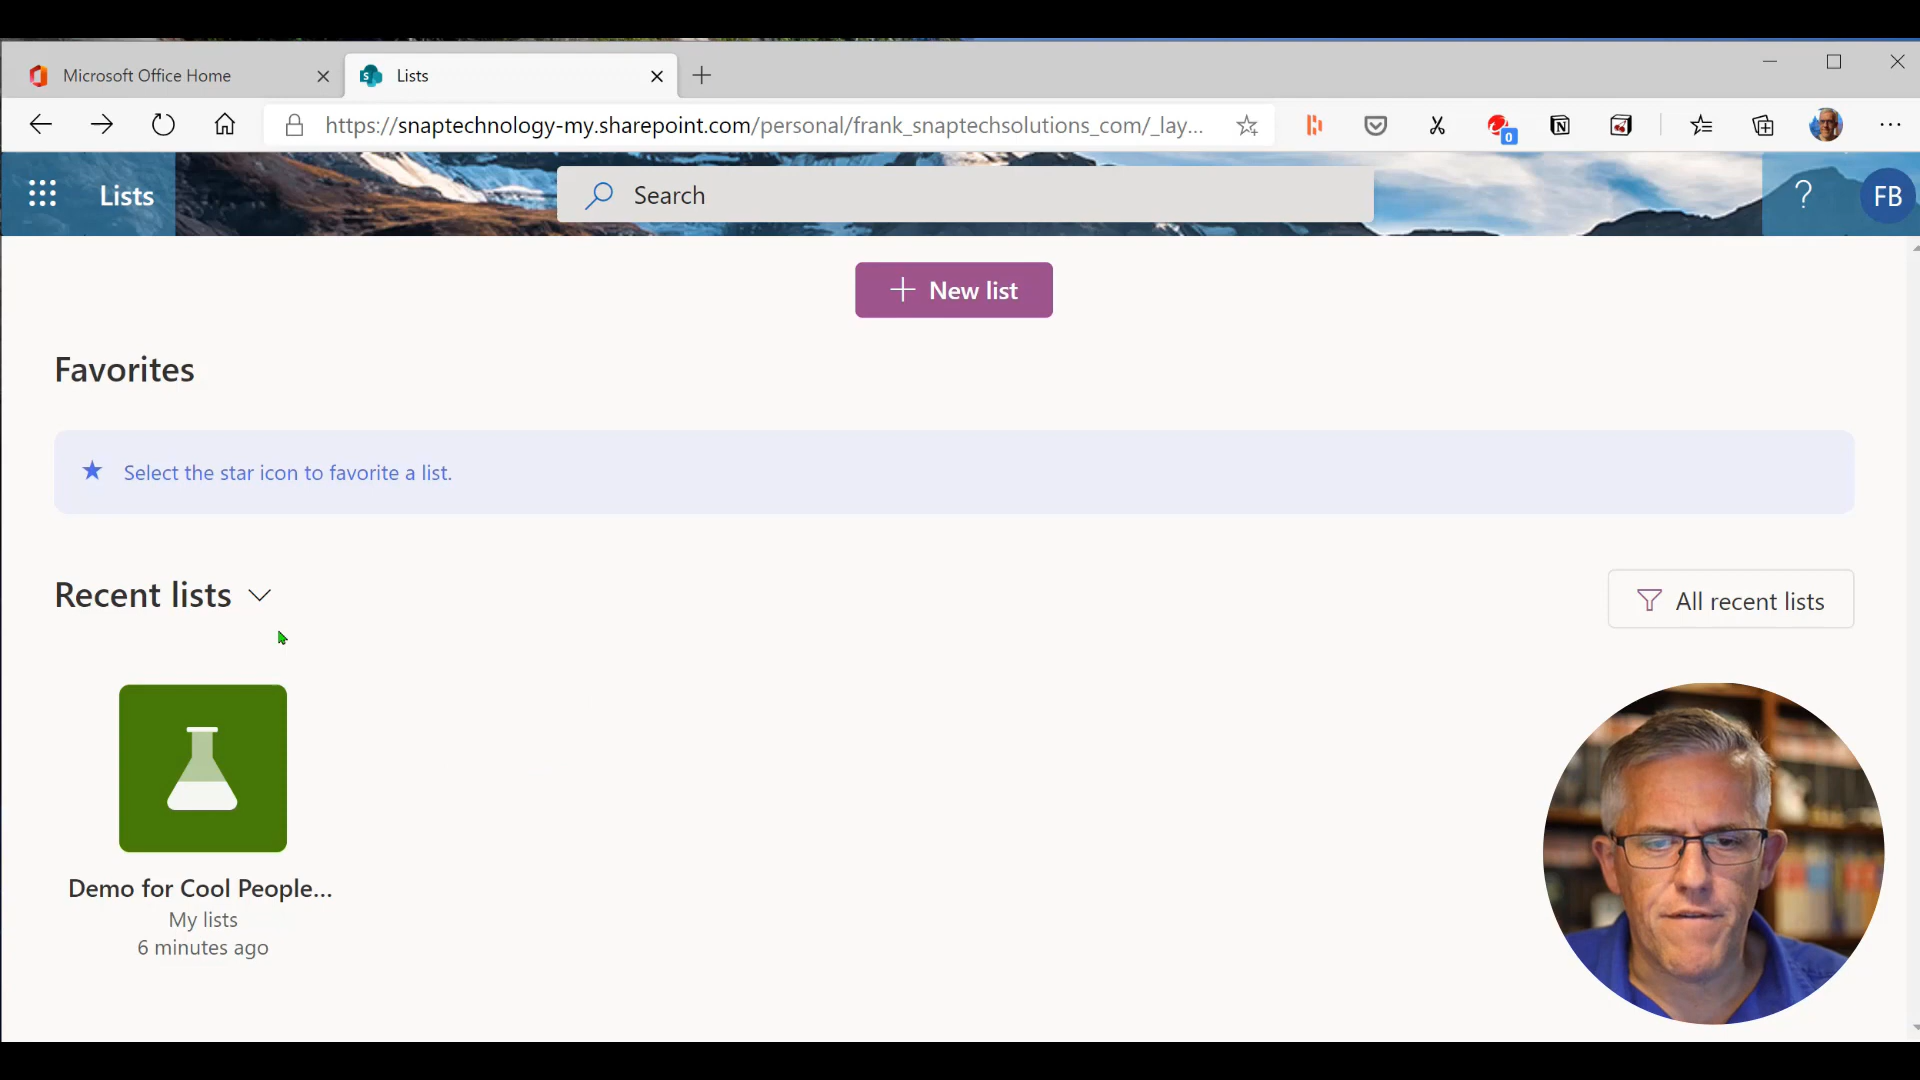 Microsoft Office Home
Lists
https://snaptechnology-my.sharepoint.com/personal/frank_snaptechsolutions_com/_lay...
0
Lists
Search
?
FB
+ New list
Favorites
Select the star icon to favorite a list.
Recent lists
All recent lists
Demo for Cool People...
My lists
6 minutes ago